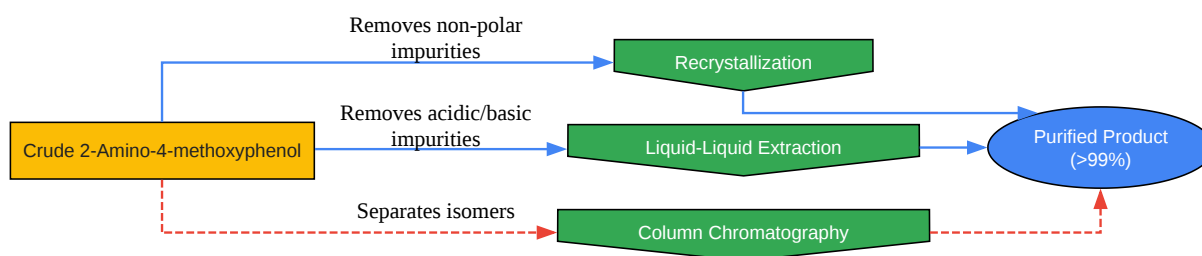 Removes non-polar
impurities
Recrystallization
Removes acidic/basic
impurities
Crude 2-Amino-4-methoxyphenol
Liquid-Liquid Extraction
Purified Product
(>99%)
Separates isomers
Column Chromatography